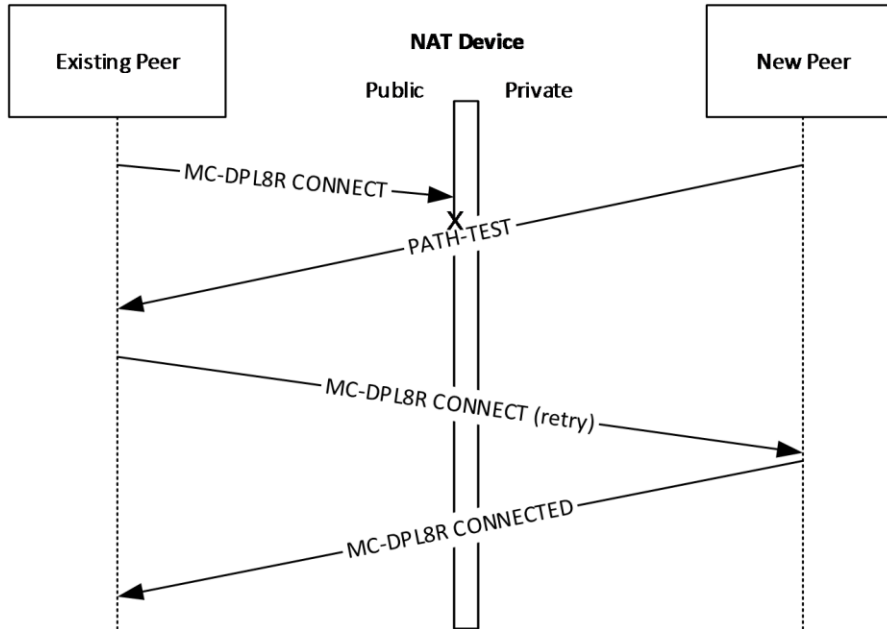 Existing Peer
NAT Device
New Peer
Public
Private
MC-DPL8R CONNECT
X
PATH-TEST
MC-DPL8R CONNECT (retry)
MC-DPL8R CONNECTED